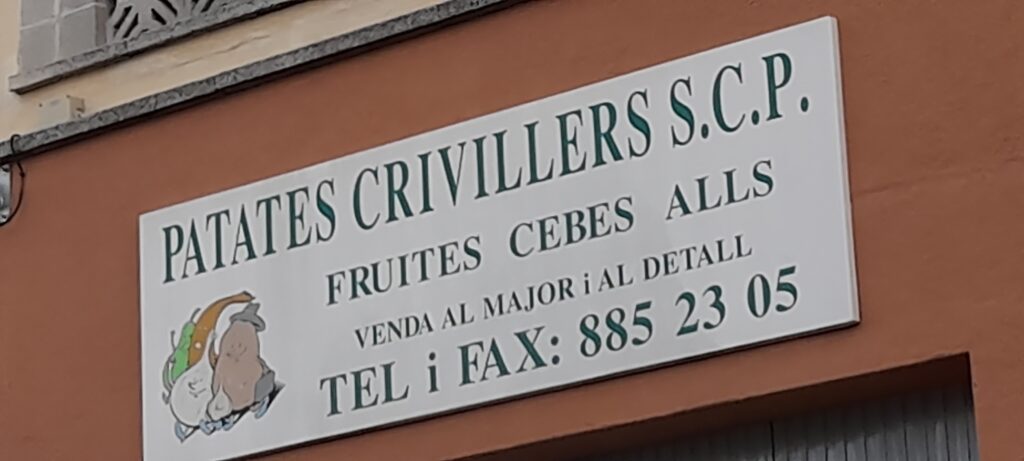 PATATES CRIVILLERS S.C.P.
FRUITES CEBES ALLS
VENDA AL MAJOR i AL DETALL
TEL i FAX: 885 23 05